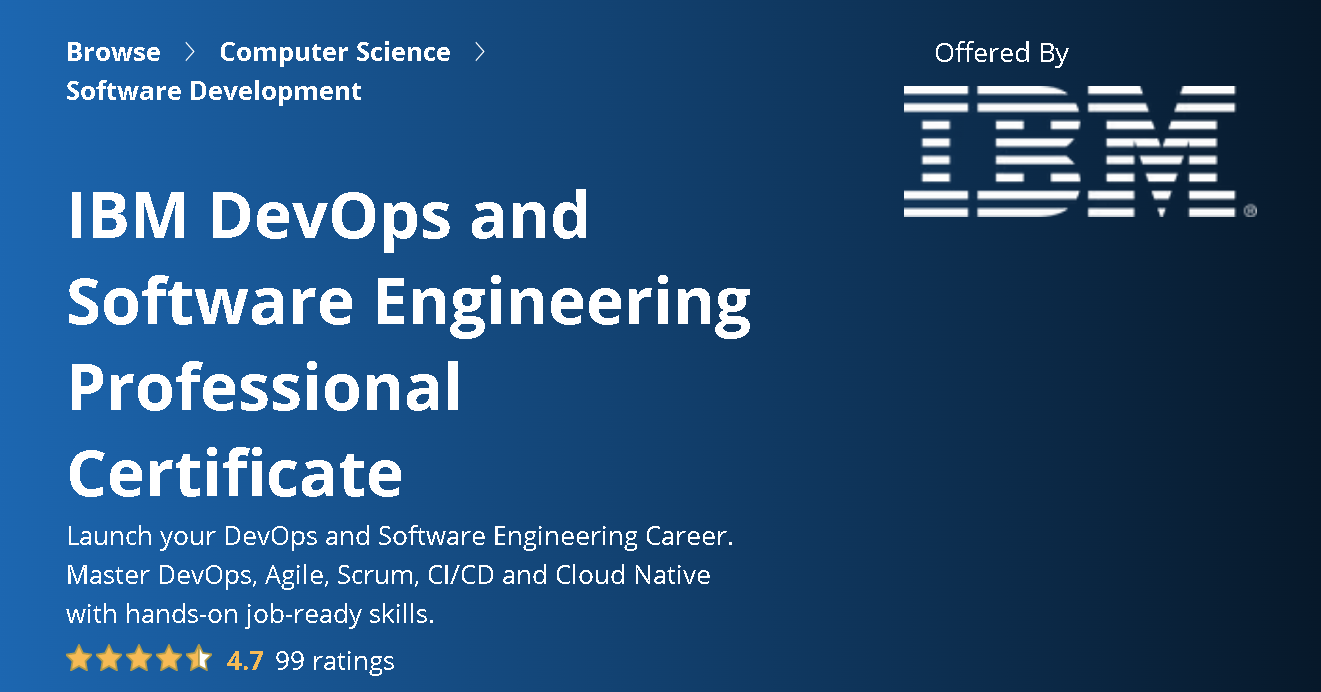 Browse > Computer Science >
Software Development
Offered By
IBM®
IBM DevOps and
Software Engineering
Professional
Certificate
Launch your DevOps and Software Engineering Career.
Master DevOps, Agile, Scrum, CI/CD and Cloud Native
with hands-on job-ready skills.
4.7 99 ratings